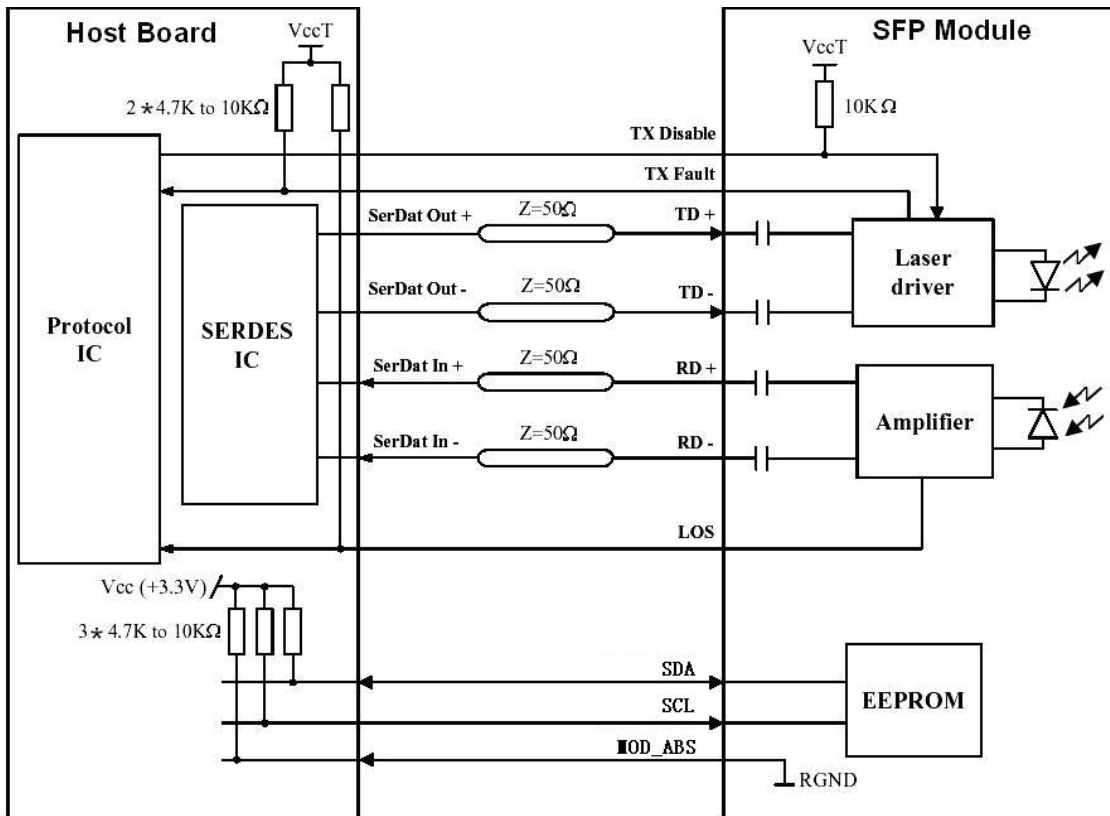 Host Board
SFP Module
VccT
VccT
2*4.7K to 10KΩ
10KΩ
TX Disable
TX Fault
SerDat Out +
Z=50Ω
TD +
SerDat Out -
Z=50Ω
TD -
Laser
driver
Protocol
IC
SERDES
IC
SerDat In +
Z=50Ω
RD +
SerDat In -
Z=50Ω
RD -
Amplifier
LOS
Vcc (+3.3V)
3*4.7K to 10KΩ
SDA
SCL
MOD_ABS
EEPROM
RGND